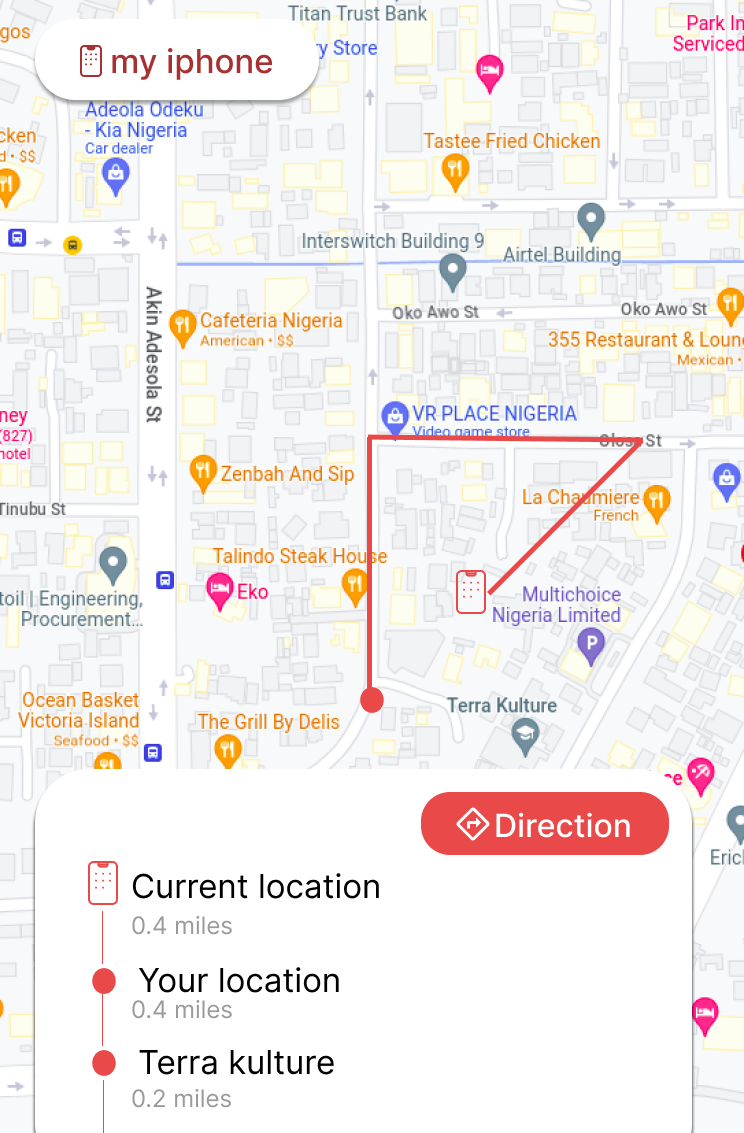 Titan Trust Bank
gos
Park In
Serviced
ry Store
my iphone
Adeola Odeku
- Kia Nigeria
Car dealer
cken
d • $$
Tastee Fried Chicken
Interswitch Building 9
Airtel Building
Akin Adesola St
Oko Awo St
Oko Awo St
Cafeteria Nigeria
American • $$
355 Restaurant & Loung
Mexican •
ney
(827)
hotel
VR PLACE NIGERIA
Video game store
Olosa St
Zenbah And Sip
La Chaumiere
French
Tinubu St
Talindo Steak House
Eko
toil | Engineering,
Procurement...
Multichoice
Nigeria Limited
P
Ocean Basket
Victoria Island
Seafood • $$
The Grill By Delis
Terra Kulture
Direction
Eric
Current location
0.4 miles
Your location
0.4 miles
Terra kulture
0.2 miles